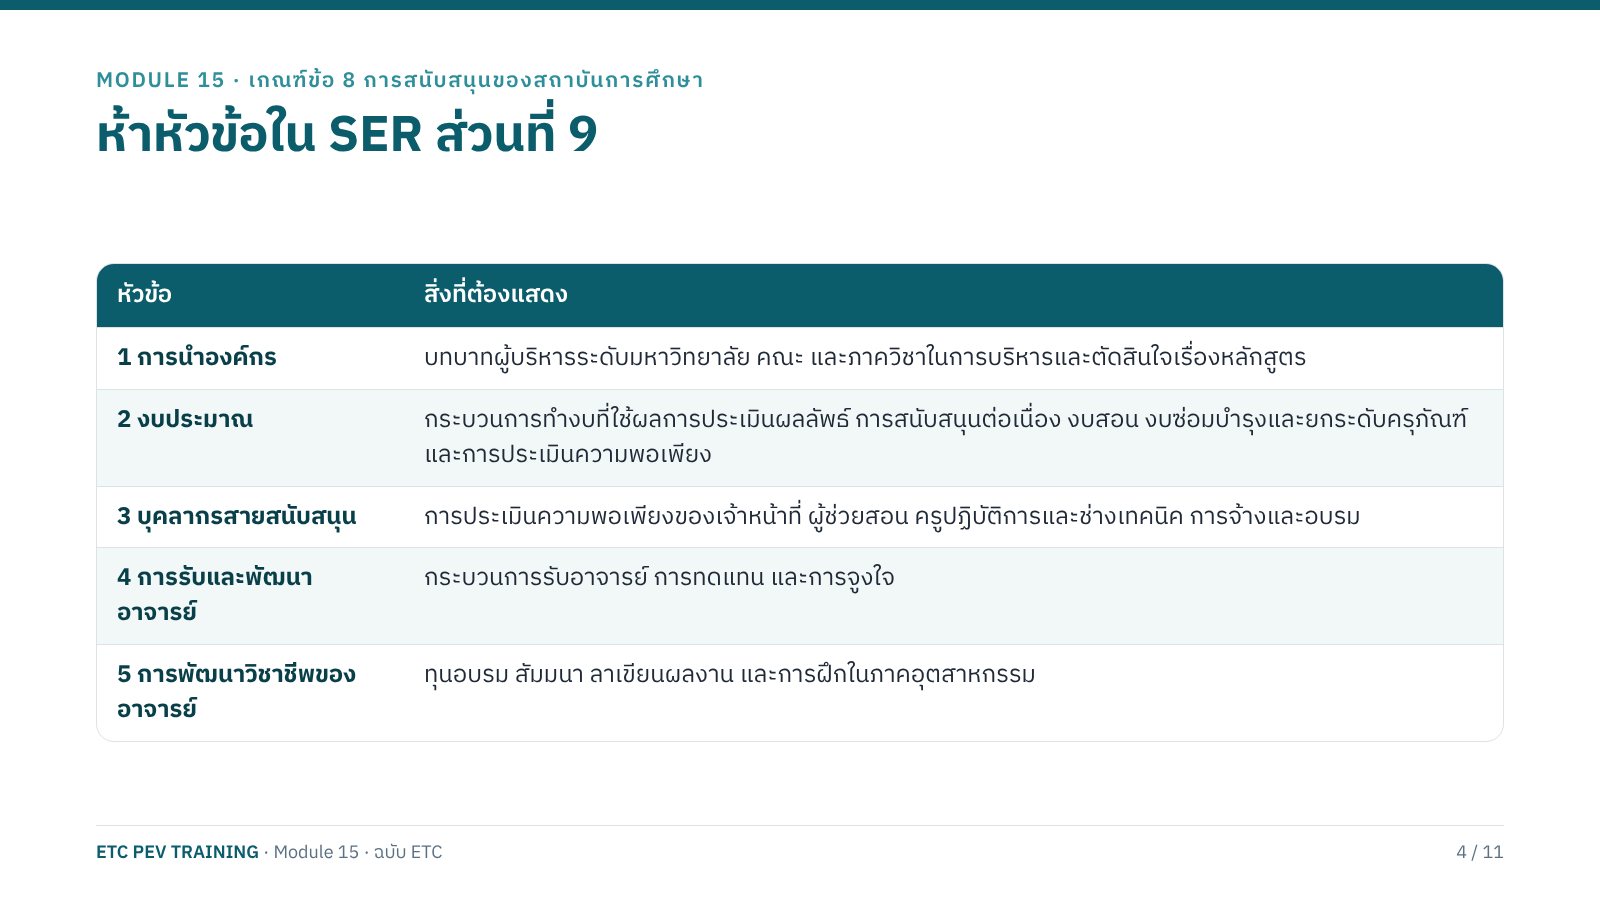 MODULE 15 · เกณฑ์ข้อ 8 การสนับสนุนของสถาบันการศึกษา
ห้าหัวข้อใน SER ส่วนที่ 9
หัวข้อ สิ่งที่ต้องแสดง
1 การนำองค์กร บทบาทผู้บริหารระดับมหาวิทยาลัย คณะ และภาควิชาในการบริหารและตัดสินใจเรื่องหลักสูตร
2 งบประมาณ กระบวนการทำงบที่ใช้ผลการประเมินผลลัพธ์ การสนับสนุนต่อเนื่อง งบสอน งบซ่อมบำรุงและยกระดับครุภัณฑ์
และการประเมินความพอเพียง
3 บุคลากรสายสนับสนุน การประเมินความพอเพียงของเจ้าหน้าที่ ผู้ช่วยสอน ครูปฏิบัติการและช่างเทคนิค การจ้างและอบรม
4 การรับและพัฒนา กระบวนการรับอาจารย์ การทดแทน และการจูงใจ
อาจารย์
5 การพัฒนาวิชาชีพของ ทุนอบรม สัมมนา ลาเขียนผลงาน และการฝึกในภาคอุตสาหกรรม
อาจารย์
ETC PEV TRAINING · Module 15 · ฉบับ ETC 4 / 11